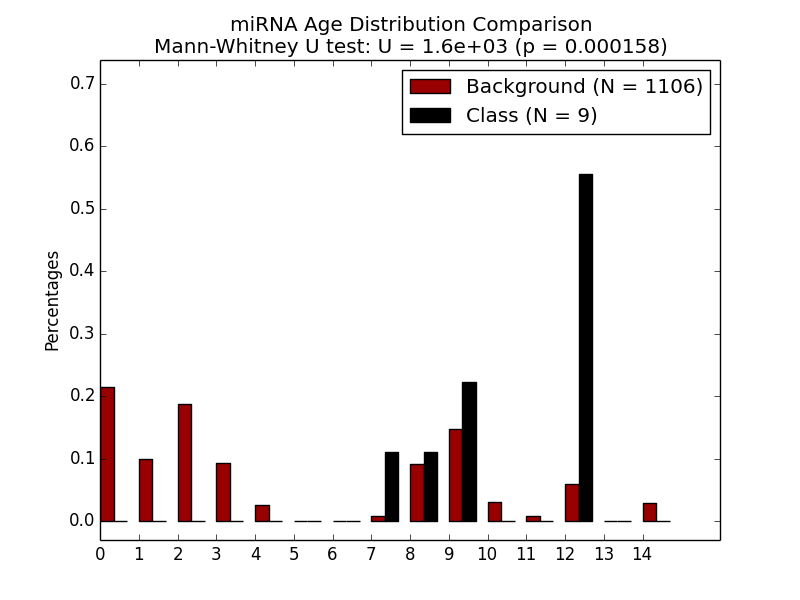 miRNA Age Distribution Comparison
Mann-Whitney U test: U = 1.6e+03 (p = 0.000158)
Background (N = 1106)
Class (N = 9)
Percentages
0.7
0.6
0.5
0.4
0.3
0.2
0.1
0.0
0 1 2 3 4 5 6 7 8 9 10 11 12 13 14